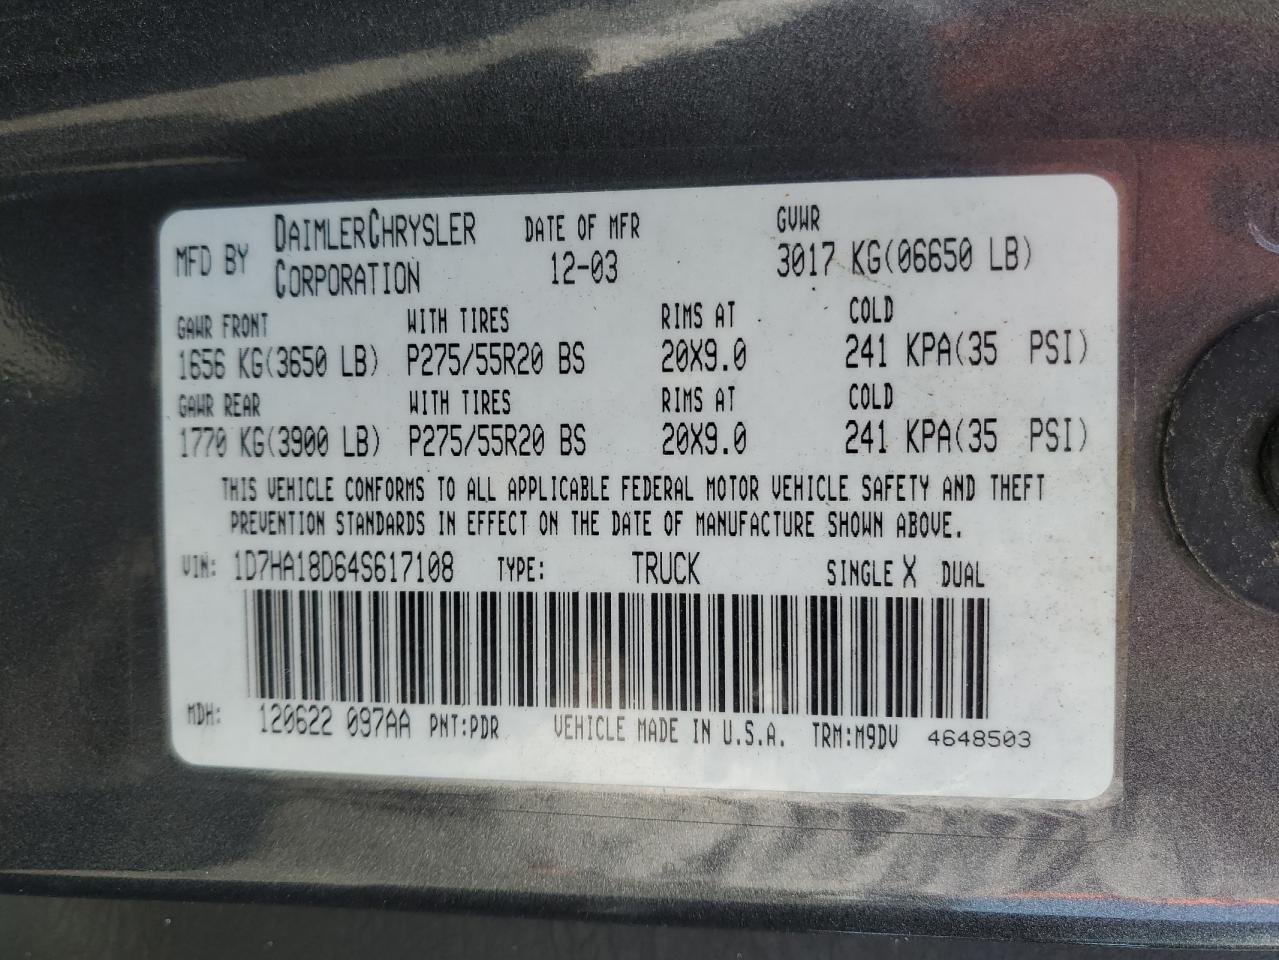 MFD BY DAIMLERCHRYSLER CORPORATION DATE OF MFR 12-03 GVWR 3017 KG(06650 LB)
GAWR FRONT WITH TIRES RIMS AT COLD
1656 KG(3650 LB) P275/55R20 BS 20X9.0 241 KPA(35 PSI)
GAWR REAR WITH TIRES RIMS AT COLD
1770 KG(3900 LB) P275/55R20 BS 20X9.0 241 KPA(35 PSI)
THIS VEHICLE CONFORMS TO ALL APPLICABLE FEDERAL MOTOR VEHICLE SAFETY AND THEFT
PREVENTION STANDARDS IN EFFECT ON THE DATE OF MANUFACTURE SHOWN ABOVE.
VIN: 1D7HA18D64S617108 TYPE: TRUCK SINGLE X DUAL
MDH: 120622 097AA PNT:PDR VEHICLE MADE IN U.S.A. TRM:M9DV 4648503